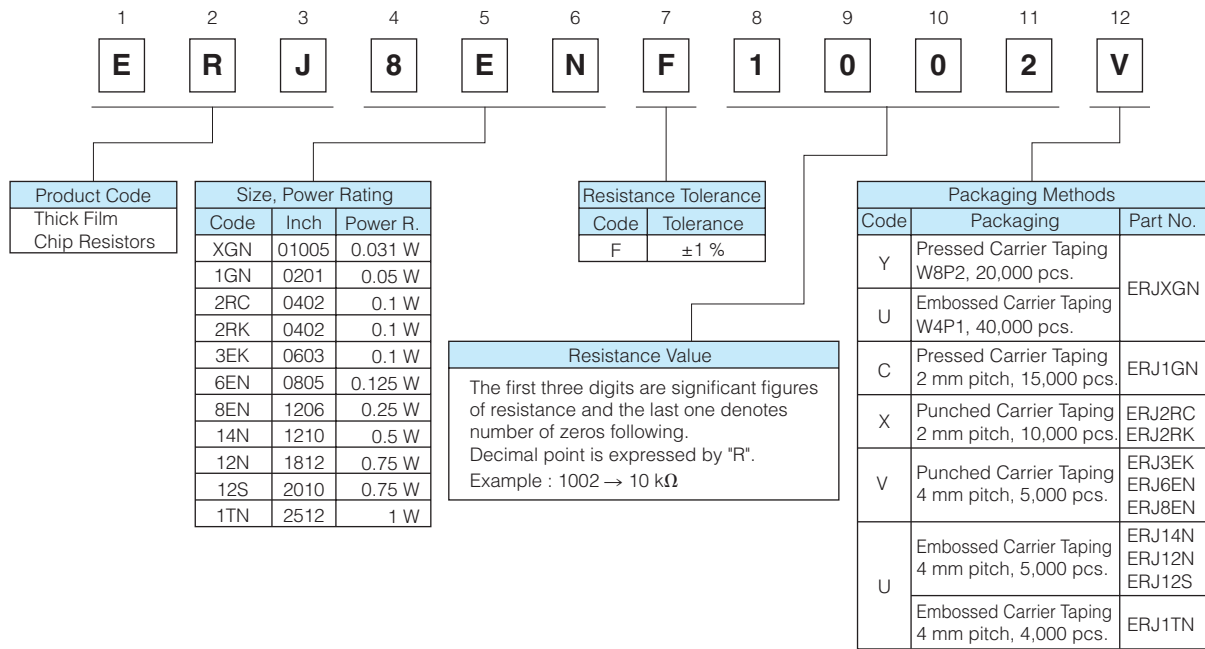 1 2 3 4 5 6 7 8 9 10 11 12
E R J 8 E N F 1 0 0 2 V
Product Code
Thick Film
Chip Resistors
Size, Power Rating
Code Inch Power R.
XGN 01005 0.031 W
1GN 0201 0.05 W
2RC 0402 0.1 W
2RK 0402 0.1 W
3EK 0603 0.1 W
6EN 0805 0.125 W
8EN 1206 0.25 W
14N 1210 0.5 W
12N 1812 0.75 W
12S 2010 0.75 W
1TN 2512 1 W
Resistance Tolerance
Code Tolerance
F ±1 %
Resistance Value
The first three digits are significant figures
of resistance and the last one denotes
number of zeros following.
Decimal point is expressed by "R".
Example : 1002 → 10 kΩ
Packaging Methods
Code Packaging Part No.
Y Pressed Carrier Taping
W8P2, 20,000 pcs.
ERJXGN
U Embossed Carrier Taping
W4P1, 40,000 pcs.
C Pressed Carrier Taping
2 mm pitch, 15,000 pcs.
ERJ1GN
X Punched Carrier Taping
2 mm pitch, 10,000 pcs.
ERJ2RC
ERJ2RK
V Punched Carrier Taping
4 mm pitch, 5,000 pcs.
ERJ3EK
ERJ6EN
ERJ8EN
U Embossed Carrier Taping
4 mm pitch, 5,000 pcs.
ERJ14N
ERJ12N
ERJ12S
Embossed Carrier Taping
4 mm pitch, 4,000 pcs.
ERJ1TN